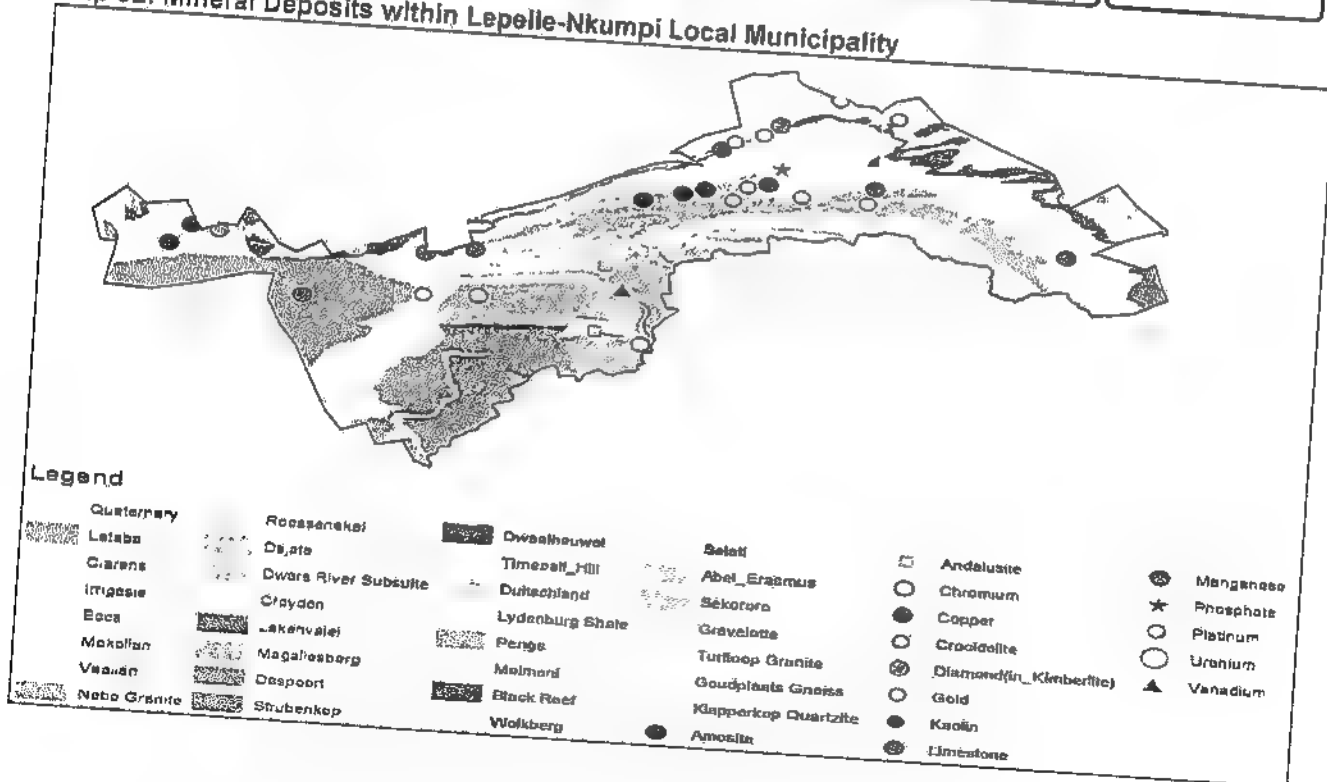 Mineral Deposits within Lepelle-Nkumpi Local Municipality
Legend
Quaternary
Letaba
Clarens
Irrigasie
Ecca
Mokolian
Vaalian
Nebo Granite
Roossenekal
Dsjate
Dwars River Subsuite
Croydon
Lakenvalei
Magaliesberg
Daspoort
Strubenkop
Dwaalheuwel
Timeball_Hill
Duitschland
Lydenburg Shale
Penge
Malmani
Black Reef
Wolkberg
Selati
Abel_Erasmus
Sekororo
Gravelotte
Turfloop Granite
Goudplaats Gneiss
Klapperkop Quartzite
Amosite
Andalusite
Chromium
Copper
Crocidolite
Diamond(in_Kimberlite)
Gold
Kaolin
Limestone
Manganese
Phosphate
Platinum
Uranium
Vanadium